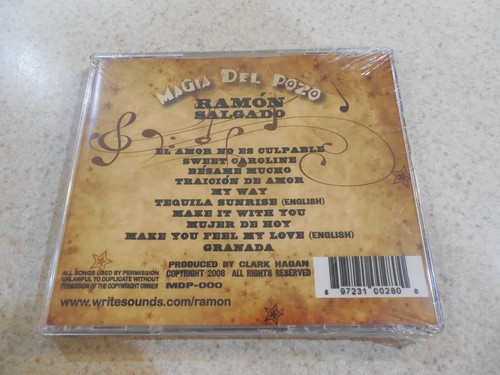 MAGIA DEL POZO
RAMÓN
SALGADO
EL AMOR NO ES CULPABLE
SWEET CAROLINE
BESAME MUCHO
TRAICIÓN DE AMOR
MY WAY
TEQUILA SUNRISE (ENGLISH)
MAKE IT WITH YOU
MUJER DE HOY
MAKE YOU FEEL MY LOVE (ENGLISH)
GRANADA
PRODUCED BY CLARK HAGAN
COPYRIGHT 2008 ALL RIGHTS RESERVED
ALL SONGS USED BY PERMISSION
UNLAWFUL TO DUPLICATE WITHOUT
PERMISSION OF THE COPYWRIGHT OWNER
MDP-000
www.writesounds.com/ramon
8 97231 00280 8